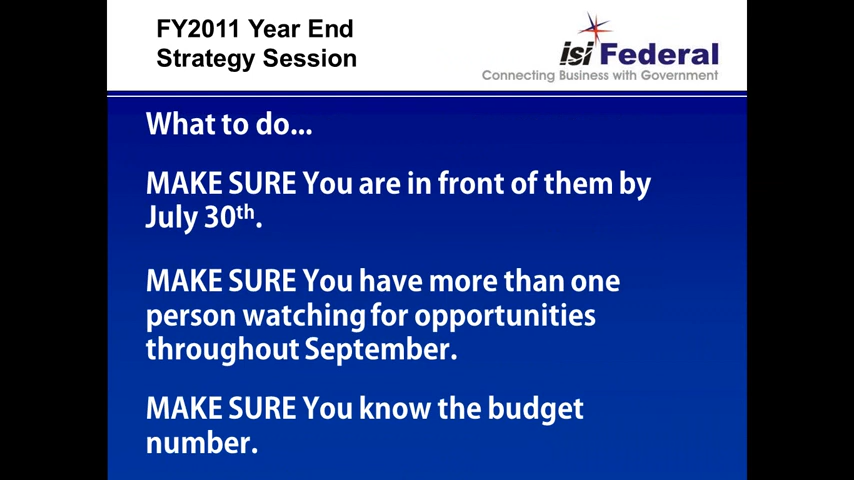 FY2011 Year End
Strategy Session
isi Federal
Connecting Business with Government
What to do...
MAKE SURE You are in front of them by
July 30th.
MAKE SURE You have more than one
person watching for opportunities
throughout September.
MAKE SURE You know the budget
number.